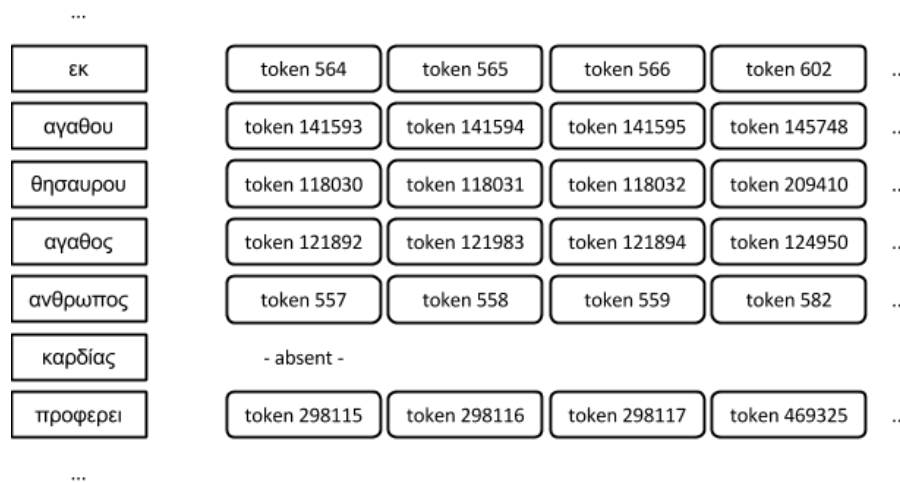 ...
εκ token 564 token 565 token 566 token 602 ..
αγαθου token 141593 token 141594 token 141595 token 145748 ..
θησαυρου token 118030 token 118031 token 118032 token 209410 ..
αγαθος token 121892 token 121983 token 121894 token 124950 ..
ανθρωπος token 557 token 558 token 559 token 582 ..
καρδίας - absent -
προφερει token 298115 token 298116 token 298117 token 469325 ..
...